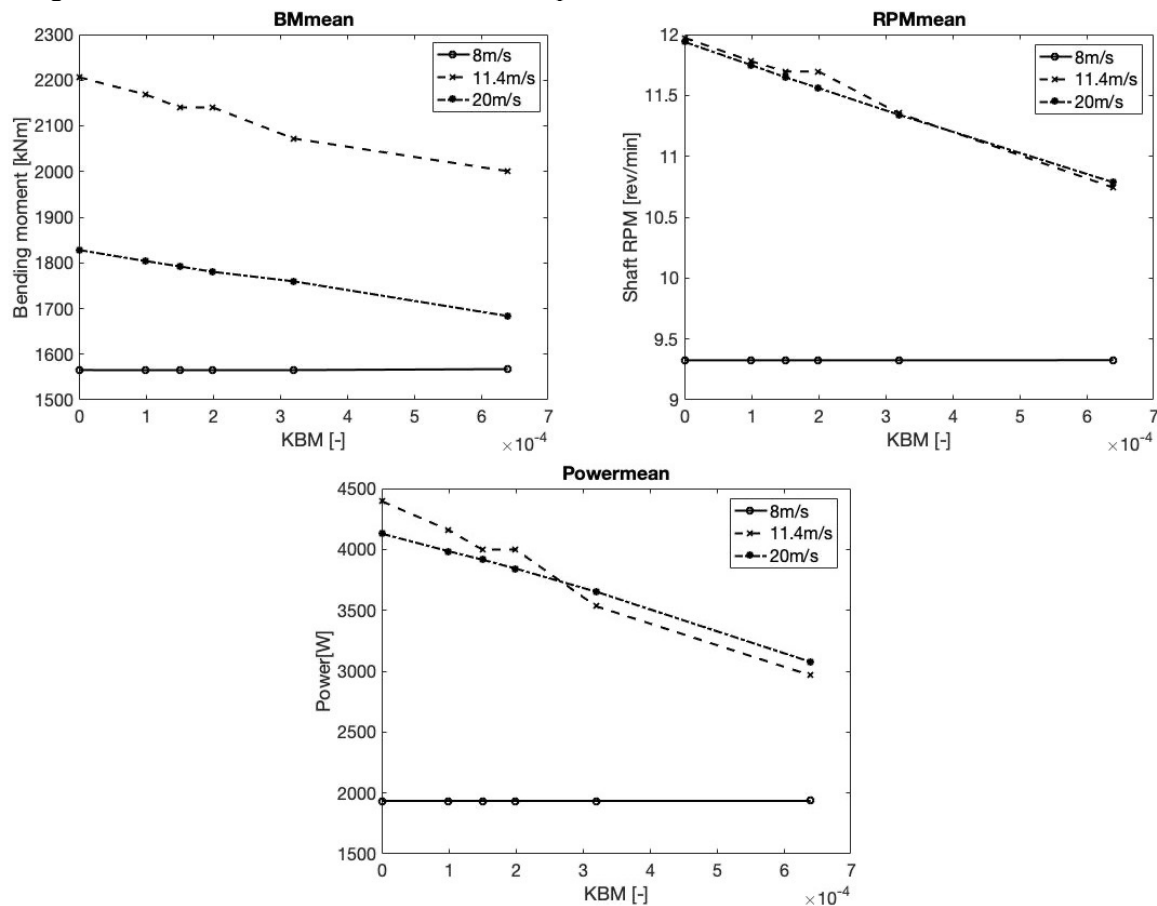 BMmean
2300
2200
2100
2000
1900
1800
1700
1600
1500
Bending moment [kNm]
0 1 2 3 4 5 6 7
KBM [-]
×10-4
8m/s
11.4m/s
20m/s
RPMmean
12
11.5
11
10.5
10
9.5
9
Shaft RPM [rev/min]
0 1 2 3 4 5 6 7
KBM [-]
×10-4
8m/s
11.4m/s
20m/s
Powermean
4500
4000
3500
3000
2500
2000
1500
Power[W]
0 1 2 3 4 5 6 7
KBM [-]
×10-4
8m/s
11.4m/s
20m/s